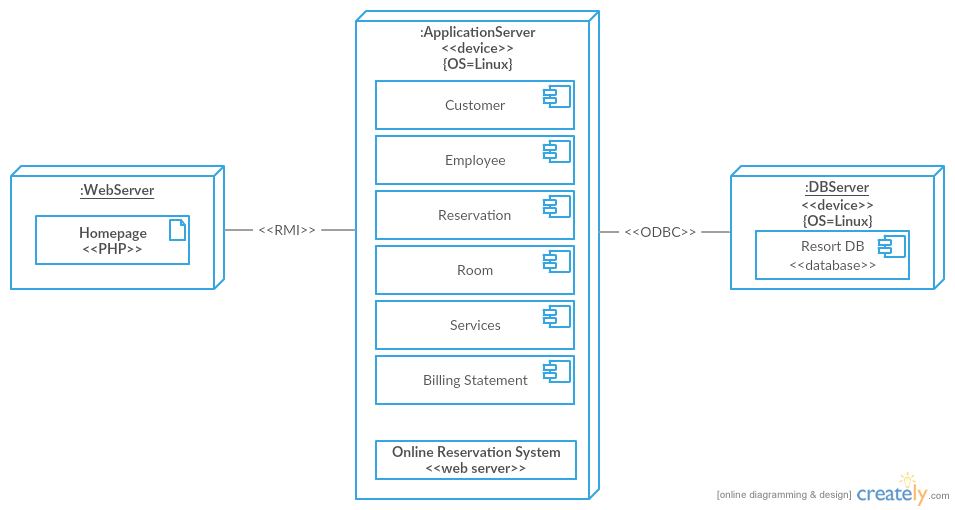 :WebServer
Homepage
<<PHP>>
<<RMI>>
:ApplicationServer
<<device>>
{OS=Linux}
Customer
Employee
Reservation
Room
Services
Billing Statement
Online Reservation System
<<web server>>
<<ODBC>>
:DBServer
<<device>>
{OS=Linux}
Resort DB
<<database>>
[online diagramming & design] creately.com